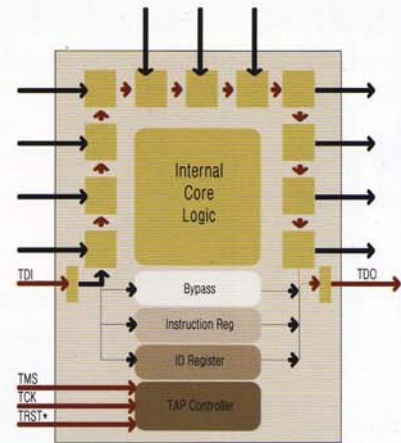 Internal
Core
Logic
TDI
TDO
Bypass
Instruction Reg
ID Register
TMS
TCK
TRST*
TAP Controller